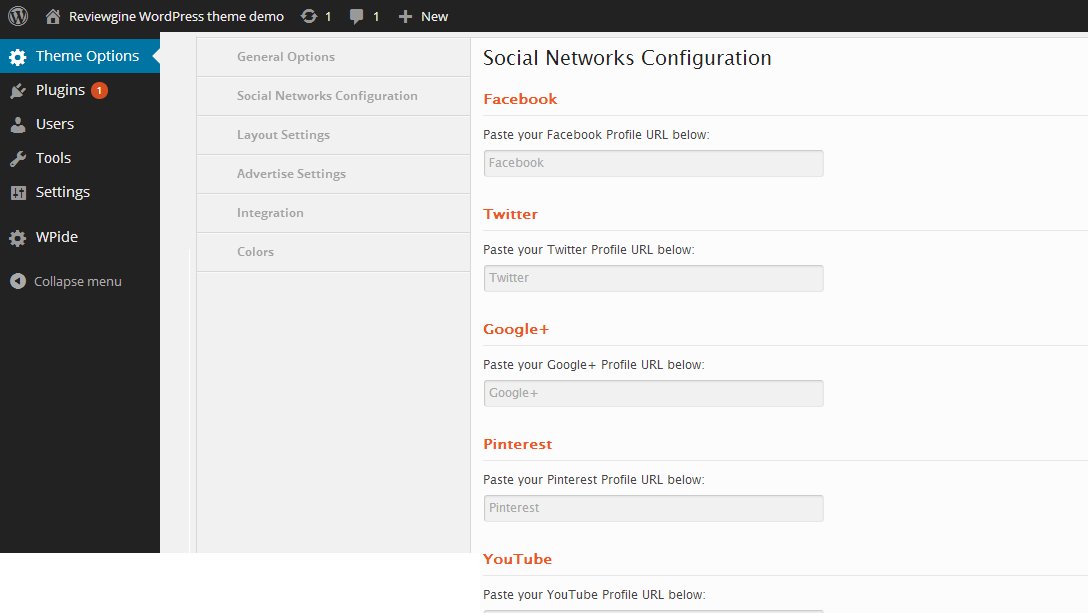 Reviewgine WordPress theme demo 1 1 New
Theme Options
Plugins 1
Users
Tools
Settings
WPide
Collapse menu
General Options
Social Networks Configuration
Layout Settings
Advertise Settings
Integration
Colors
Social Networks Configuration
Facebook
Paste your Facebook Profile URL below:
Facebook
Twitter
Paste your Twitter Profile URL below:
Twitter
Google+
Paste your Google+ Profile URL below:
Google+
Pinterest
Paste your Pinterest Profile URL below:
Pinterest
YouTube
Paste your YouTube Profile URL below: